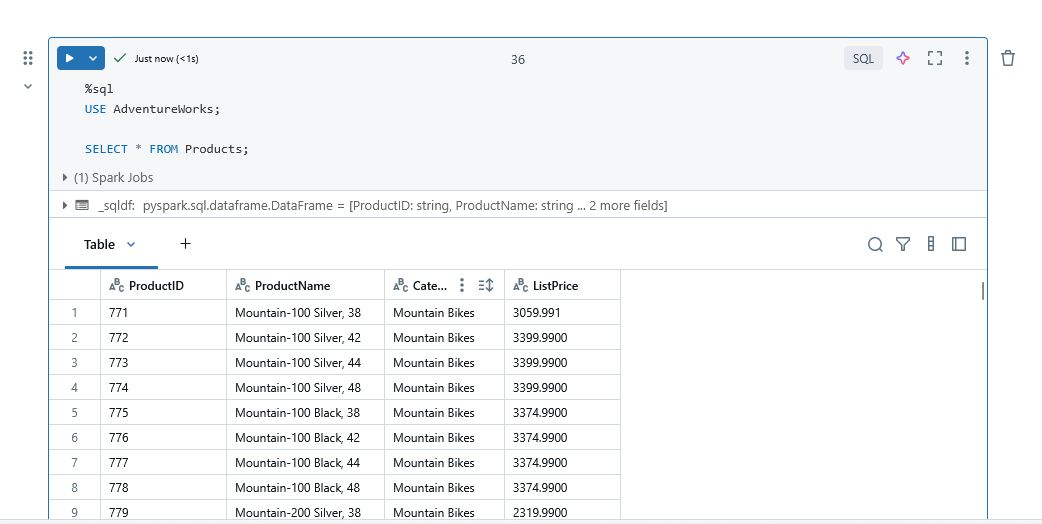 Just now (<1s)
36
SQL
%sql
USE AdventureWorks;
SELECT * FROM Products;
(1) Spark Jobs
_sqldf: pyspark.sql.dataframe.DataFrame = [ProductID: string, ProductName: string ... 2 more fields]
Table +
ABC ProductID ABC ProductName ABC Cate... ABC ListPrice
1 771 Mountain-100 Silver, 38 Mountain Bikes 3059.991
2 772 Mountain-100 Silver, 42 Mountain Bikes 3399.9900
3 773 Mountain-100 Silver, 44 Mountain Bikes 3399.9900
4 774 Mountain-100 Silver, 48 Mountain Bikes 3399.9900
5 775 Mountain-100 Black, 38 Mountain Bikes 3374.9900
6 776 Mountain-100 Black, 42 Mountain Bikes 3374.9900
7 777 Mountain-100 Black, 44 Mountain Bikes 3374.9900
8 778 Mountain-100 Black, 48 Mountain Bikes 3374.9900
9 779 Mountain-200 Silver, 38 Mountain Bikes 2319.9900